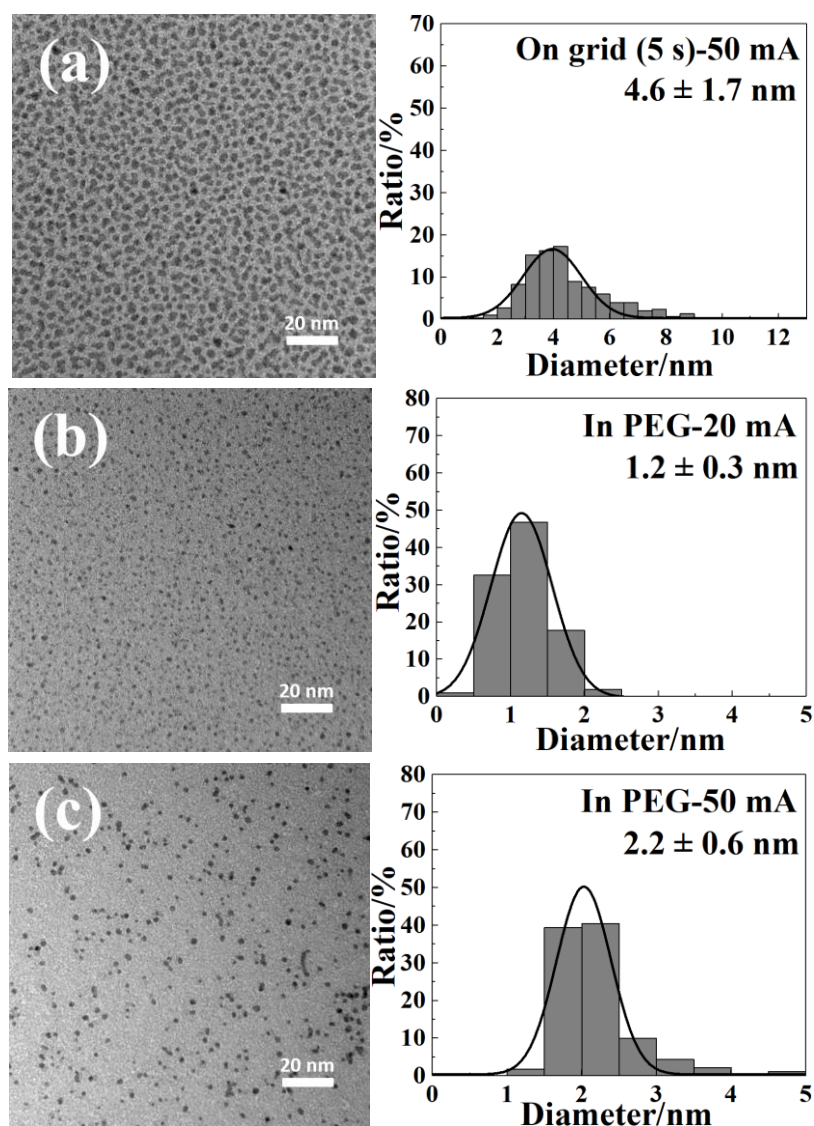 (a)
20 nm
70
60
50
40
30
20
10
0
Ratio/%
On grid (5 s)-50 mA
4.6 ± 1.7 nm
0 2 4 6 8 10 12
Diameter/nm
(b)
20 nm
80
70
60
50
40
30
20
10
0
Ratio/%
In PEG-20 mA
1.2 ± 0.3 nm
0 1 2 3 4 5
Diameter/nm
(c)
20 nm
80
70
60
50
40
30
20
10
0
Ratio/%
In PEG-50 mA
2.2 ± 0.6 nm
0 1 2 3 4 5
Diameter/nm